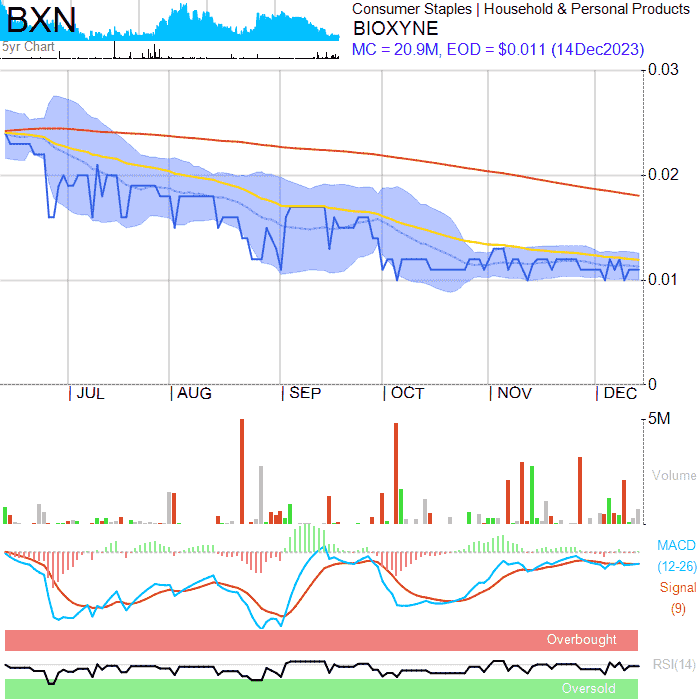 BXN
5yr Chart
Consumer Staples | Household & Personal Products
BIOXYNE
MC = 20.9M, EOD = $0.011 (14Dec2023)
0.03
0.02
0.01
0
JUL AUG SEP OCT NOV DEC
5M
Volume
MACD
(12-26)
Signal
(9)
Overbought
RSI(14)
Oversold